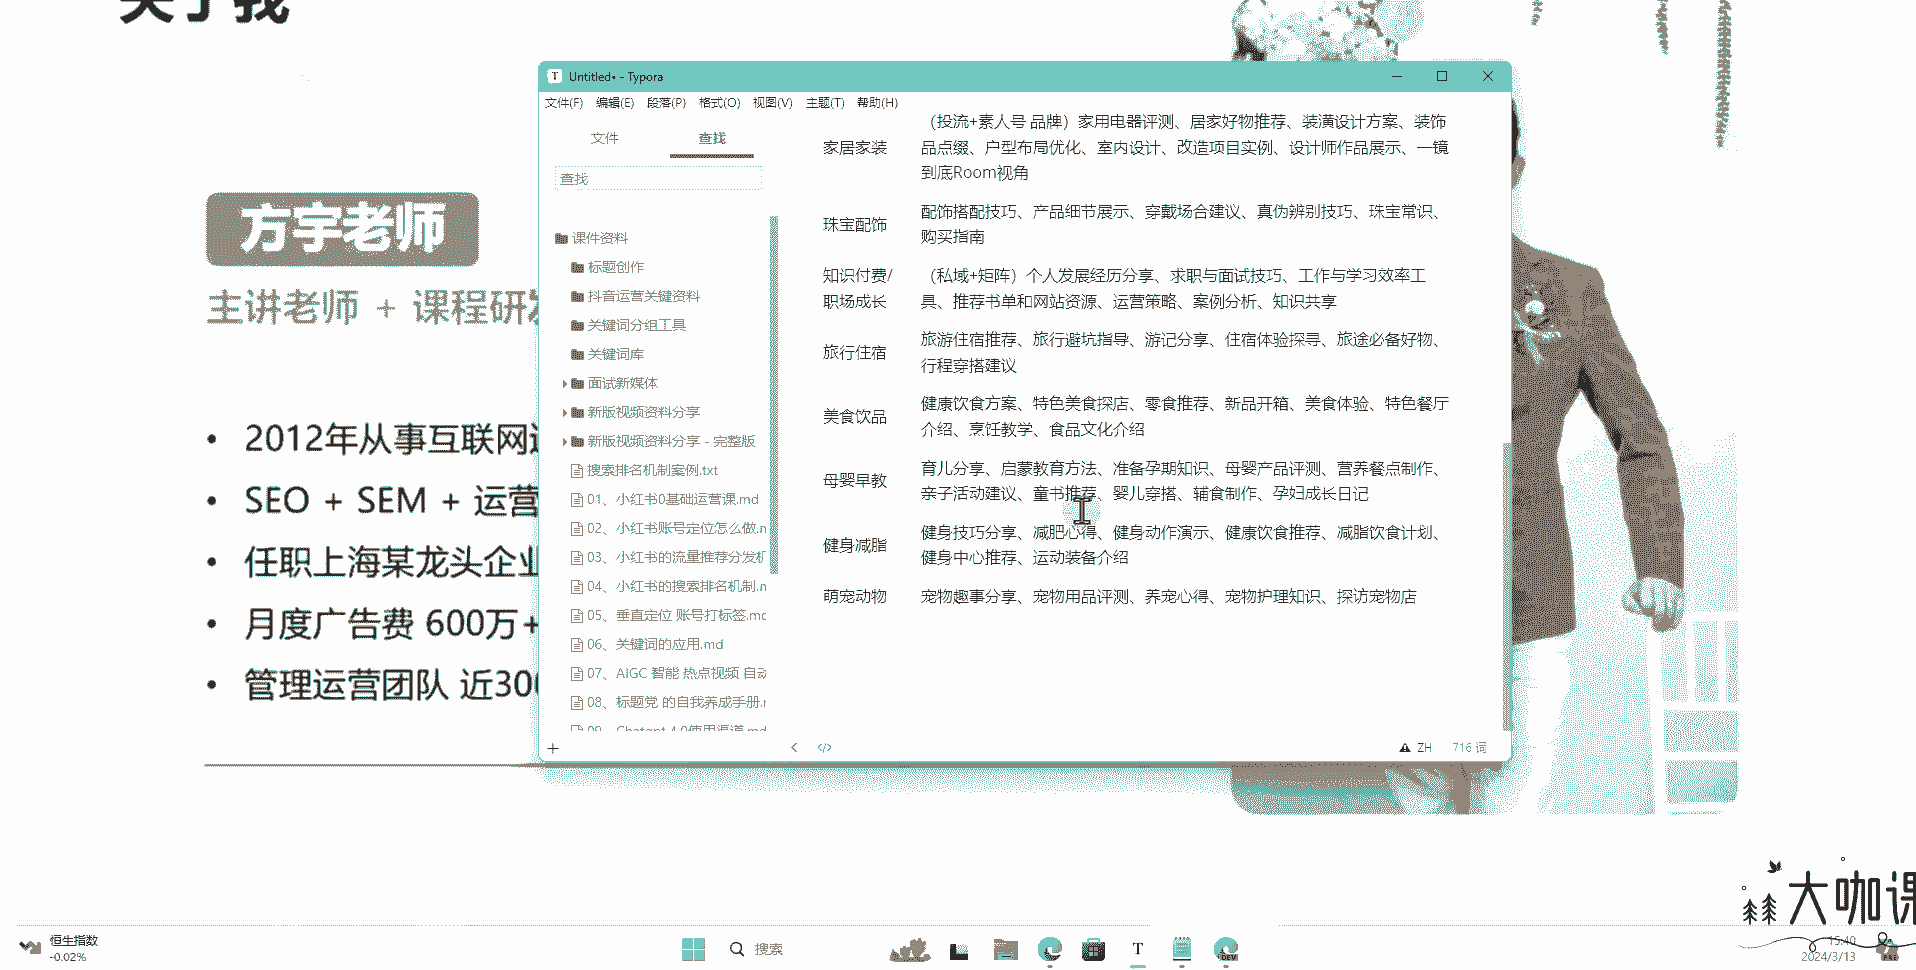 关于我
方宇老师
主讲老师 + 课程研发
2012年从事互联网
SEO + SEM + 运营
任职上海某龙头企业
月度广告费 600万+
管理运营团队 近300
Untitled• - Typora
文件(F) 编辑(E) 段落(P) 格式(O) 视图(V) 主题(T) 帮助(H)
文件 查找
查找
课件资料
标题创作
抖音运营关键资料
关键词分组工具
关键词库
面试新媒体
新版视频资料分享
新版视频资料分享 - 完整版
搜索排名机制案例.txt
01、小红书0基础运营课.md
02、小红书账号定位怎么做.m
03、小红书的流量推荐分发机
04、小红书的搜索排名机制.m
05、垂直定位 账号打标签.md
06、关键词的应用.md
07、AIGC 智能 热点视频 自动
08、标题党 的自我养成手册.m
09、Chatgpt 4.0使用渠道.md
（投流+素人号 品牌）家用电器评测、居家好物推荐、装潢设计方案、装饰
家居家装 品点缀、户型布局优化、室内设计、改造项目实例、设计师作品展示、一镜
到底Room视角
配饰搭配技巧、产品细节展示、穿戴场合建议、真伪辨别技巧、珠宝常识、
珠宝配饰
购买指南
知识付费/ （私域+矩阵）个人发展经历分享、求职与面试技巧、工作与学习效率工
职场成长 具、推荐书单和网站资源、运营策略、案例分析、知识共享
旅游住宿推荐、旅行避坑指导、游记分享、住宿体验探寻、旅途必备好物、
旅行住宿
行程穿搭建议
健康饮食方案、特色美食探店、零食推荐、新品开箱、美食体验、特色餐厅
美食饮品
介绍、烹饪教学、食品文化介绍
育儿分享、启蒙教育方法、准备孕期知识、母婴产品评测、营养餐点制作、
母婴早教
亲子活动建议、童书推荐、婴儿穿搭、辅食制作、孕妇成长日记
健身技巧分享、减肥心得、健身动作演示、健康饮食推荐、减脂饮食计划、
健身减脂
健身中心推荐、运动装备介绍
萌宠动物 宠物趣事分享、宠物用品评测、养宠心得、宠物护理知识、探访宠物店
ZH 716 词
大咖课
恒生指数
-0.02%
搜索
15:40
2024/3/13